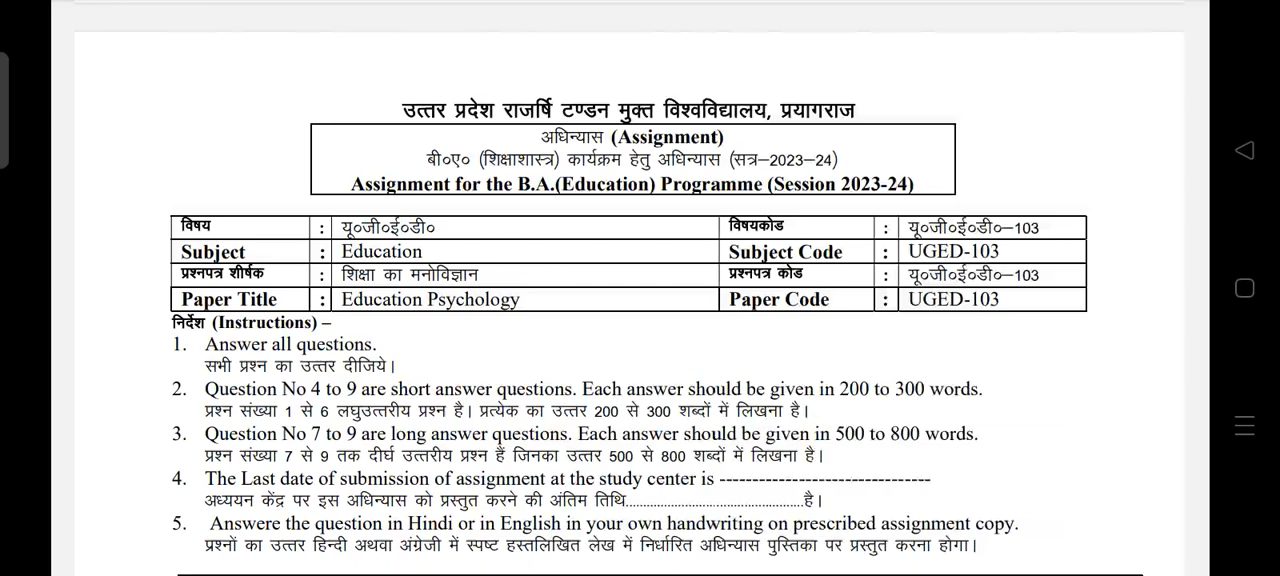 उत्तर प्रदेश राजर्षि टण्डन मुक्त विश्वविद्यालय, प्रयागराज
अधिन्यास (Assignment)
बी०ए० (शिक्षाशास्त्र) कार्यक्रम हेतु अधिन्यास (सत्र–2023–24)
Assignment for the B.A.(Education) Programme (Session 2023-24)
विषय : यू०जी०ई०डी० विषयकोड : यू०जी०ई०डी०–103
Subject : Education Subject Code : UGED-103
प्रश्नपत्र शीर्षक : शिक्षा का मनोविज्ञान प्रश्नपत्र कोड : यू०जी०ई०डी०–103
Paper Title : Education Psychology Paper Code : UGED-103
निर्देश (Instructions) –
1. Answer all questions.
सभी प्रश्न का उत्तर दीजिये।
2. Question No 4 to 9 are short answer questions. Each answer should be given in 200 to 300 words.
प्रश्न संख्या 1 से 6 लघुउत्तरीय प्रश्न है। प्रत्येक का उत्तर 200 से 300 शब्दों में लिखना है।
3. Question No 7 to 9 are long answer questions. Each answer should be given in 500 to 800 words.
प्रश्न संख्या 7 से 9 तक दीर्घ उत्तरीय प्रश्न हैं जिनका उत्तर 500 से 800 शब्दों में लिखना है।
4. The Last date of submission of assignment at the study center is --------------------------------
अध्ययन केंद्र पर इस अधिन्यास को प्रस्तुत करने की अंतिम तिथि................................................है।
5. Answere the question in Hindi or in English in your own handwriting on prescribed assignment copy.
प्रश्नों का उत्तर हिन्दी अथवा अंग्रेजी में स्पष्ट हस्तलिखित लेख में निर्धारित अधिन्यास पुस्तिका पर प्रस्तुत करना होगा।